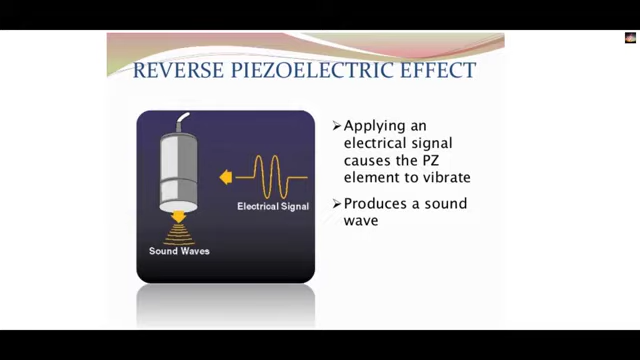 REVERSE PIEZOELECTRIC EFFECT
Electrical Signal
Sound Waves
➢Applying an
electrical signal
causes the PZ
element to vibrate
➢Produces a sound
wave